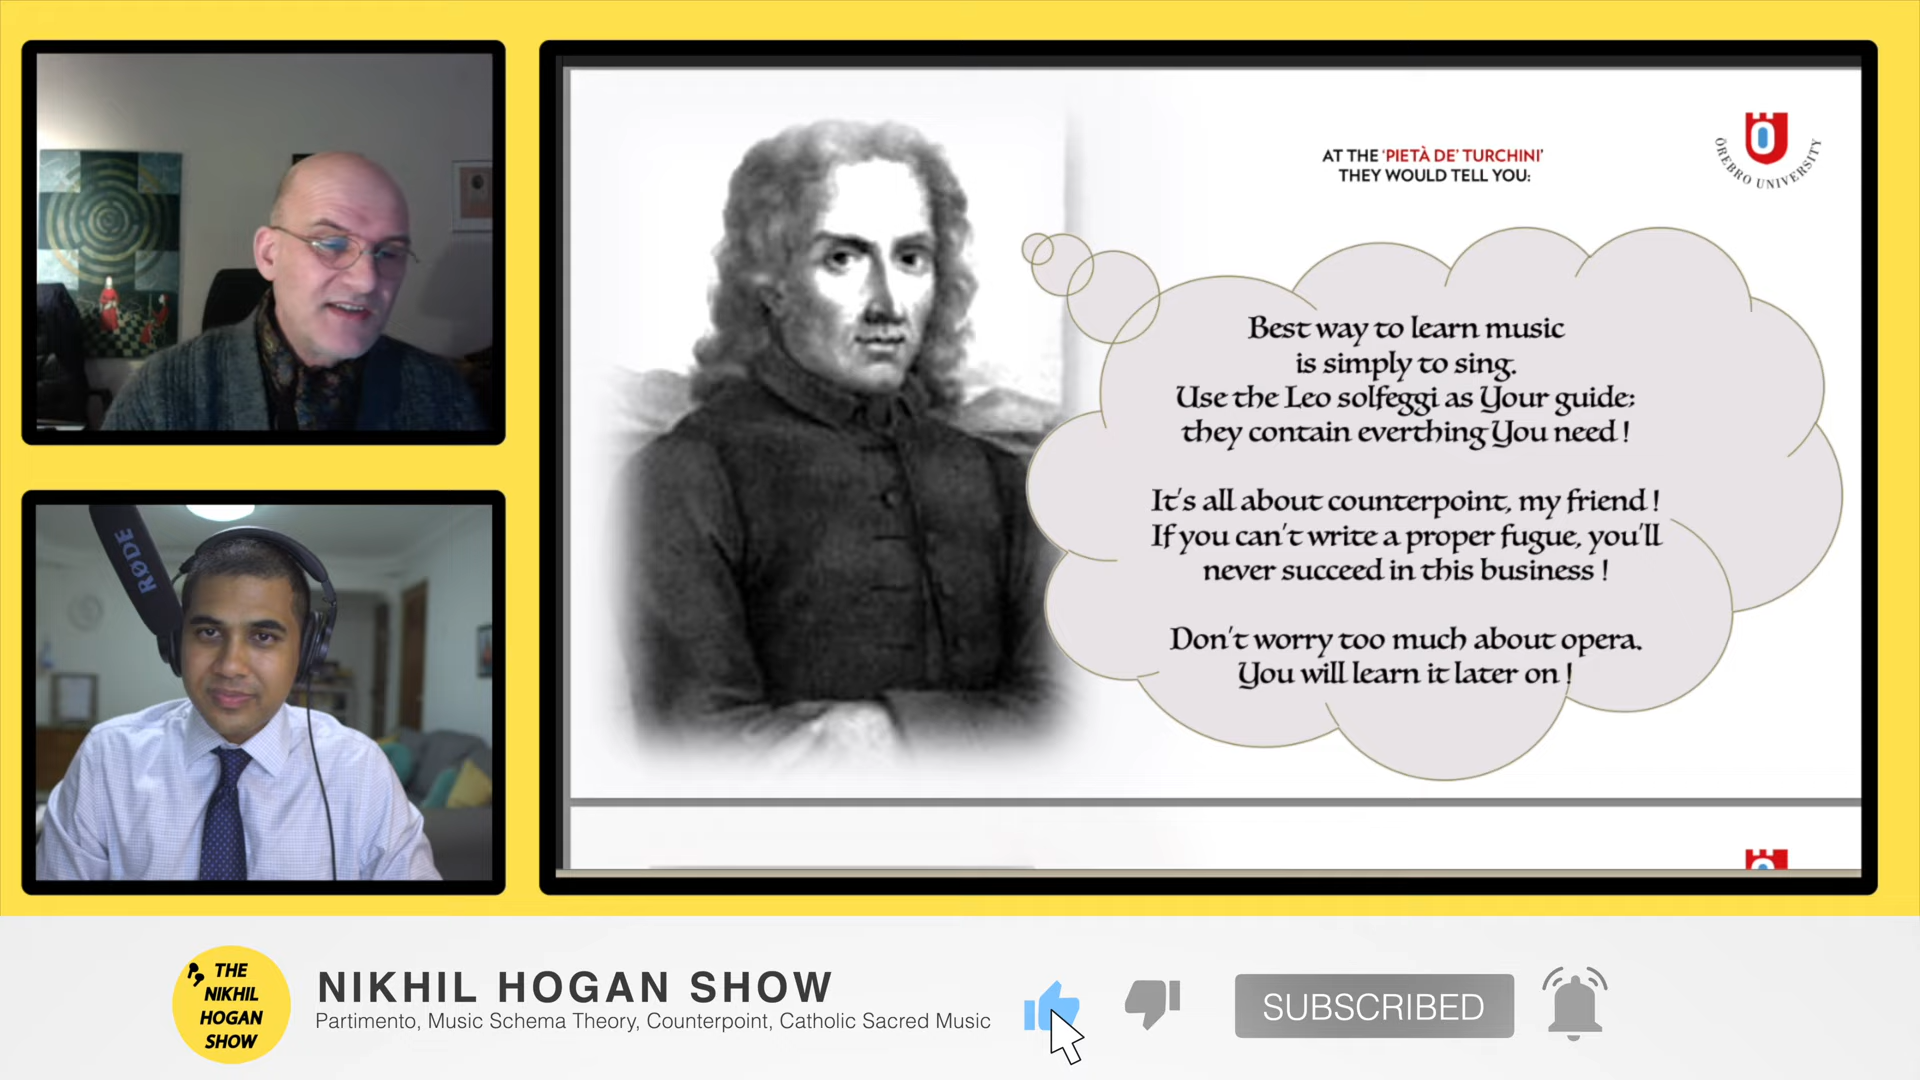 AT THE 'PIETÀ DE' TURCHINI'
THEY WOULD TELL YOU:
ÖREBRO UNIVERSITY
Best way to learn music
is simply to sing.
Use the Leo solfeggi as Your guide;
they contain everthing You need !
It's all about counterpoint, my friend !
If you can't write a proper fugue, you'll
never succeed in this business !
Don't worry too much about opera.
You will learn it later on !
RØDE
THE
NIKHIL
HOGAN
SHOW
NIKHIL HOGAN SHOW
Partimento, Music Schema Theory, Counterpoint, Catholic Sacred Music
SUBSCRIBED